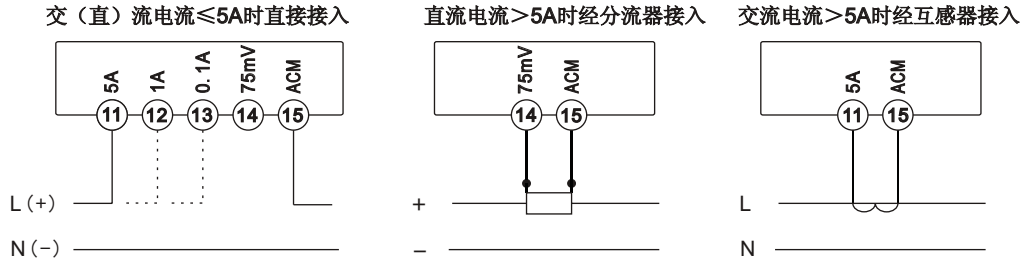 交（直）流电流≤5A时直接接入
5A 1A 0.1A 75mV ACM
11 12 13 14 15
L(+)
N(−)
直流电流＞5A时经分流器接入
75mV ACM
14 15
+
−
交流电流＞5A时经互感器接入
5A ACM
11 15
L
N